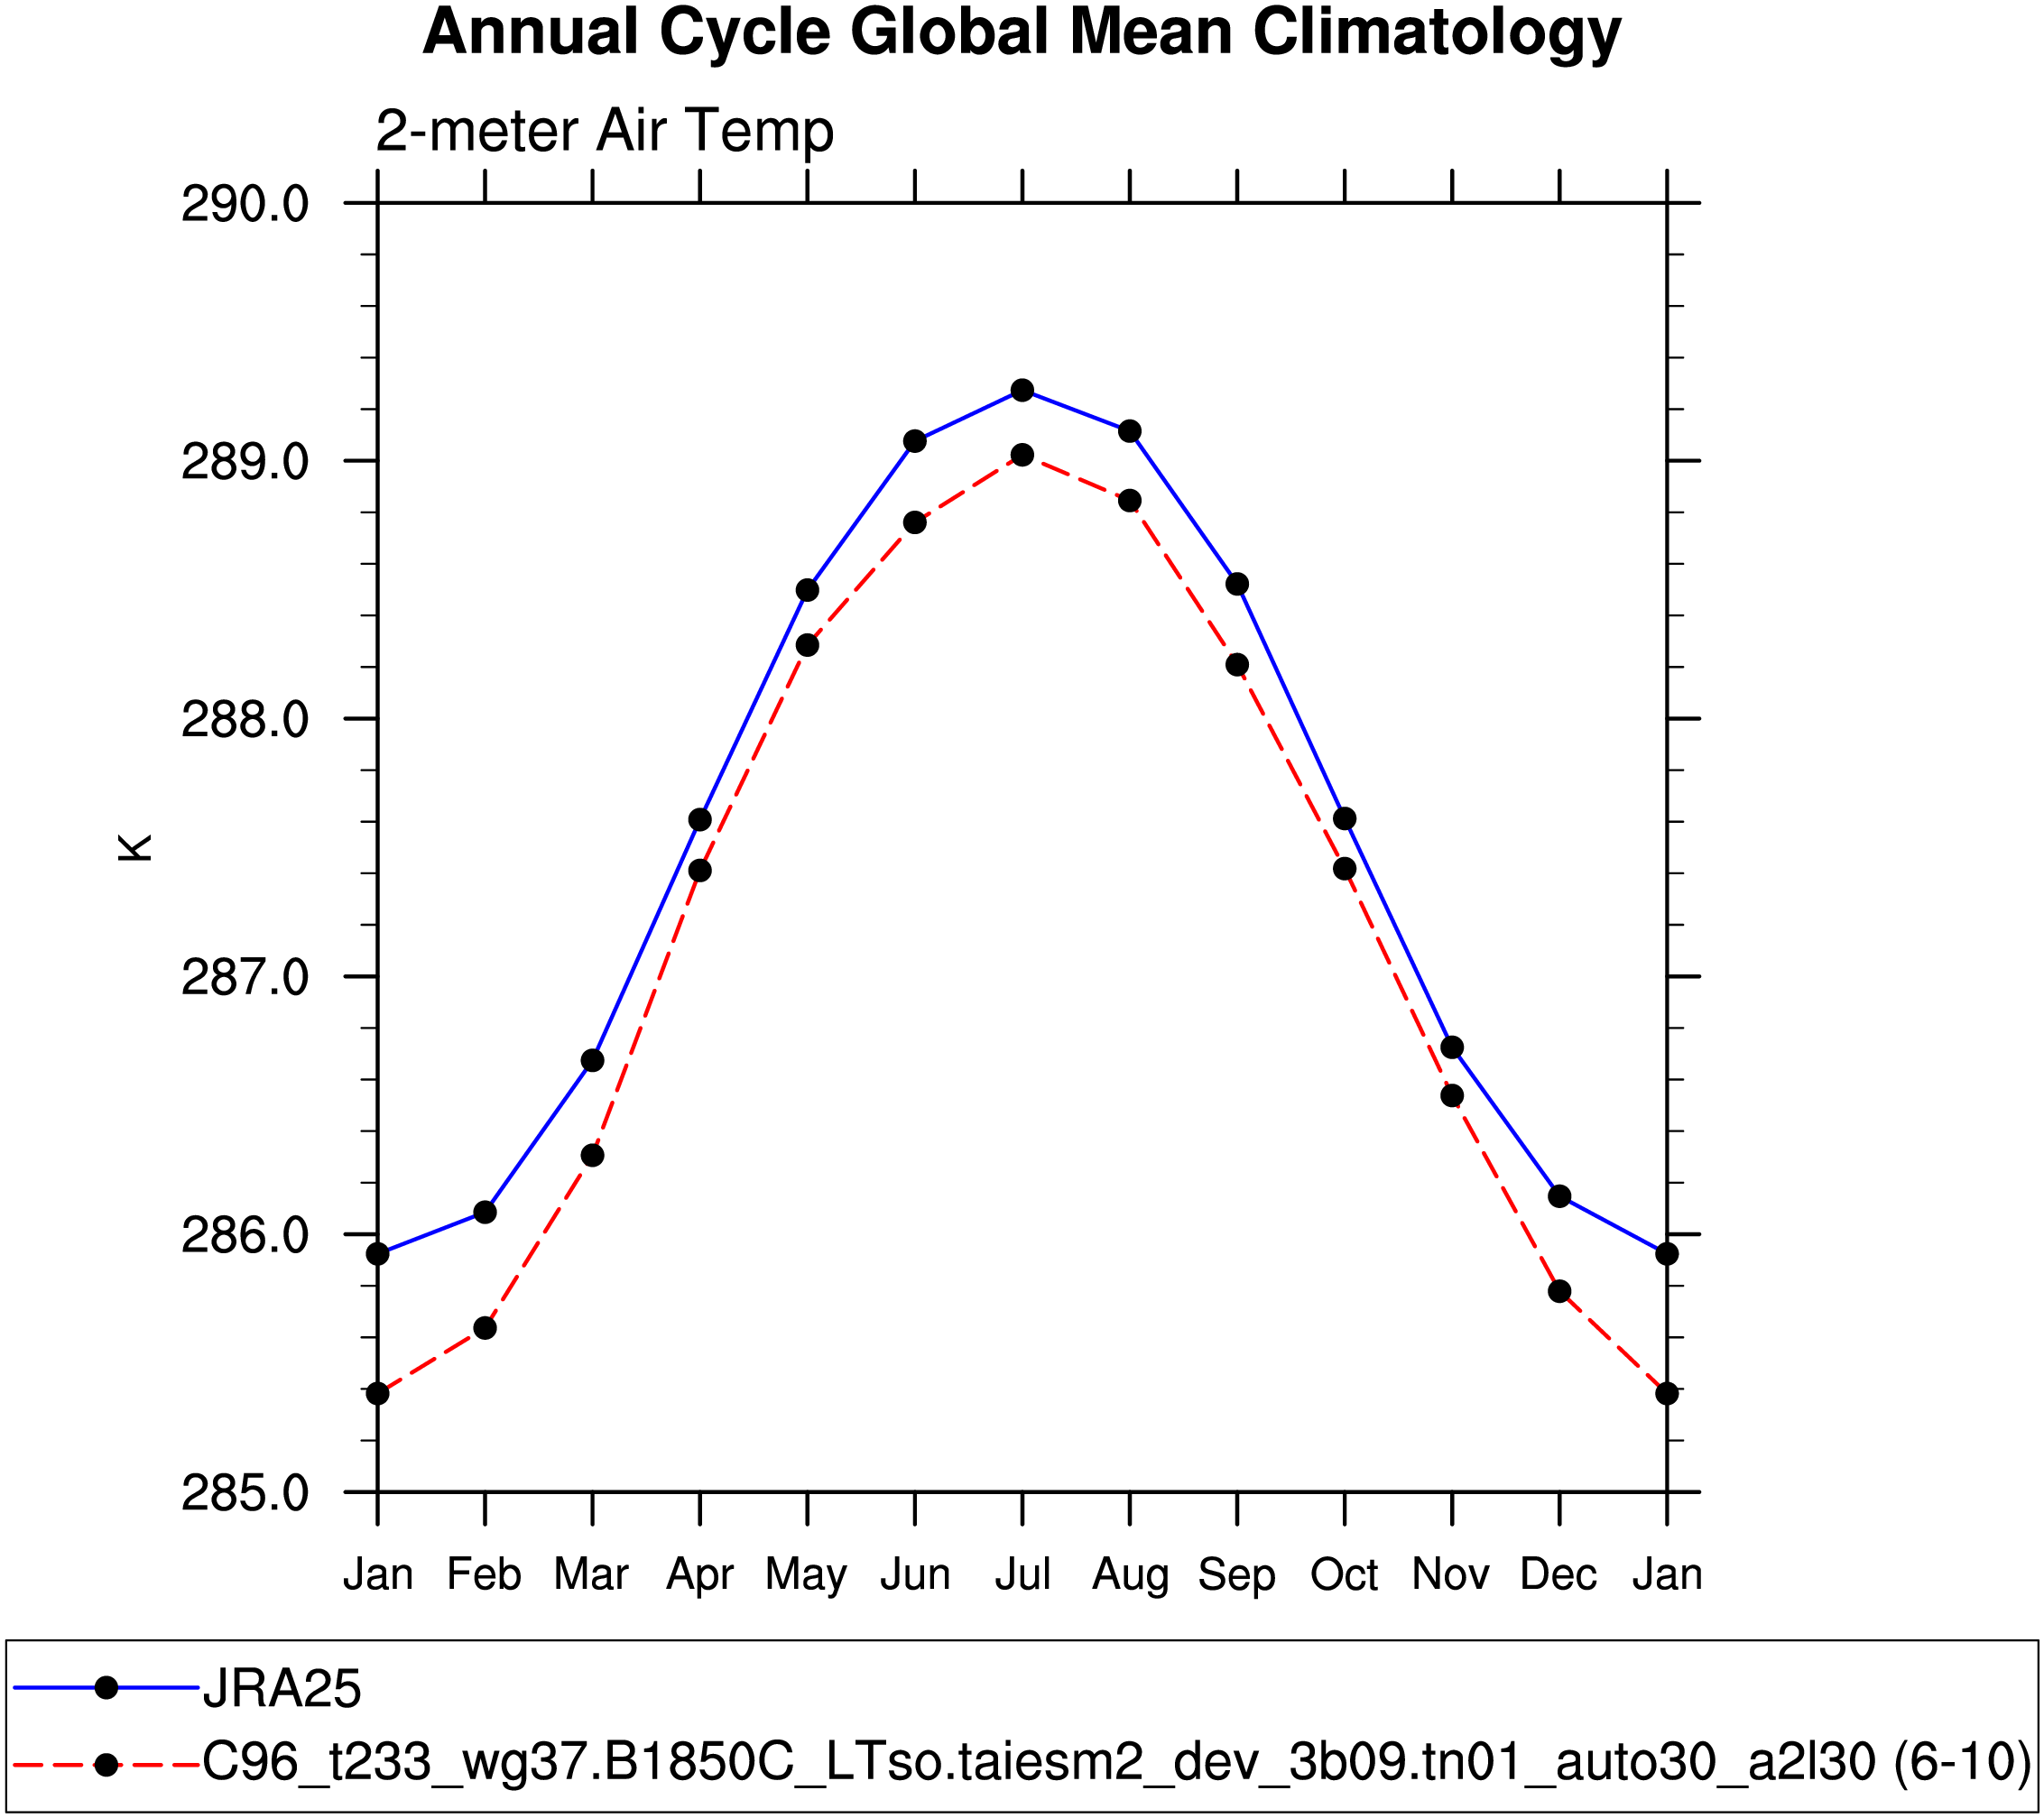 Annual Cycle Global Mean Climatology
2-meter Air Temp
290.0
289.0
288.0
287.0
286.0
285.0
K
Jan Feb Mar Apr May Jun Jul Aug Sep Oct Nov Dec Jan
JRA25
C96_t233_wg37.B1850C_LTso.taiesm2_dev_3b09.tn01_auto30_a2l30 (6-10)